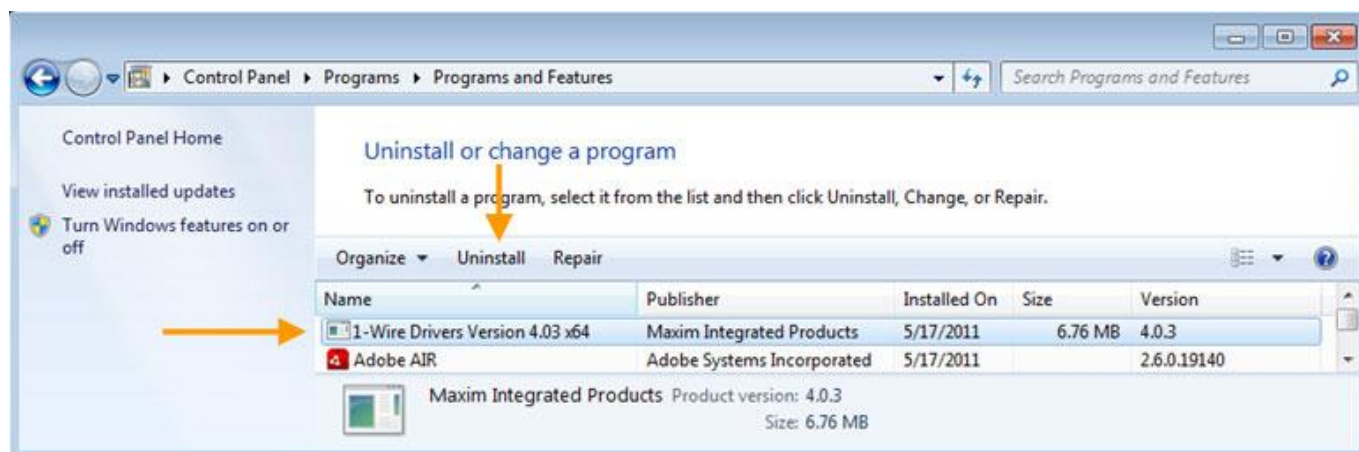 Control Panel Programs Programs and Features Search Programs and Features
Control Panel Home
Uninstall or change a program
View installed updates
To uninstall a program, select it from the list and then click Uninstall, Change, or Repair.
Turn Windows features on or
off
Organize Uninstall Repair
Name Publisher Installed On Size Version
1-Wire Drivers Version 4.03 x64 Maxim Integrated Products 5/17/2011 6.76 MB 4.0.3
Adobe AIR Adobe Systems Incorporated 5/17/2011 2.6.0.19140
Maxim Integrated Products Product version: 4.0.3
Size: 6.76 MB